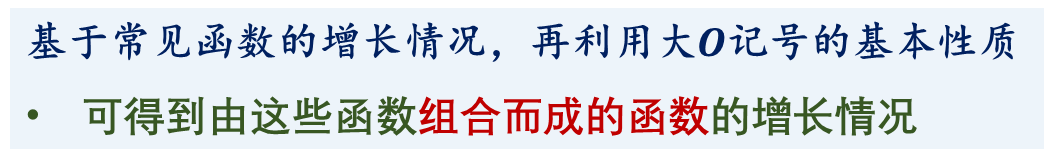 基于常见函数的增长情况，再利用大O记号的基本性质
• 可得到由这些函数组合而成的函数的增长情况